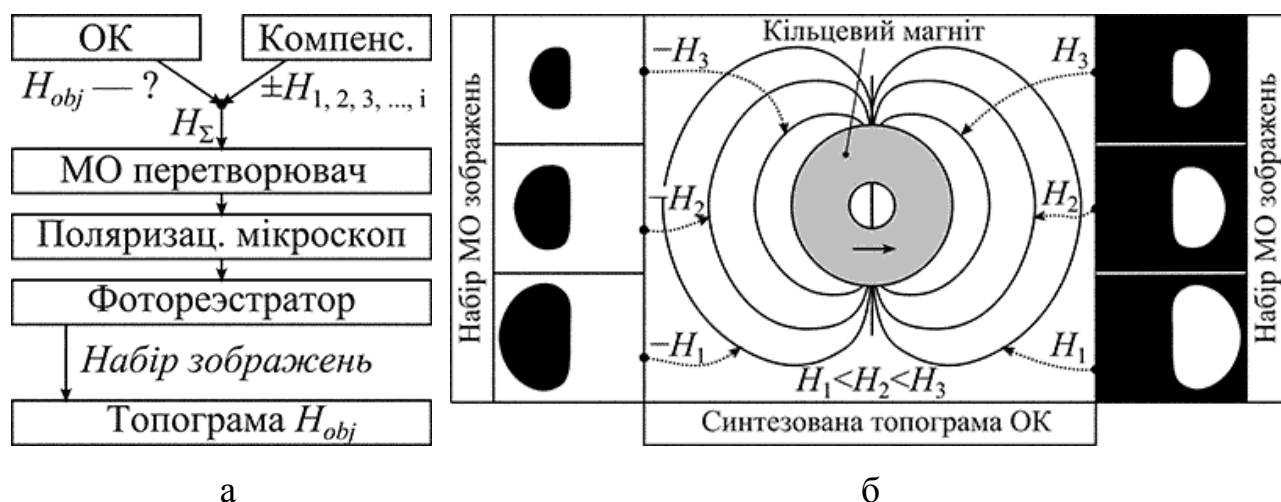 ОК
Компенс.
H_obj — ?
±H_1, 2, 3, ..., i
H_Σ
МО перетворювач
Поляризац. мікроскоп
Фотореэстратор
Набір зображень
Топограма H_obj
а
Набір МО зображень
Кільцевий магніт
–H_3
H_3
–H_2
H_2
–H_1
H_1
H_1<H_2<H_3
Синтезована топограма ОК
Набір МО зображень
б